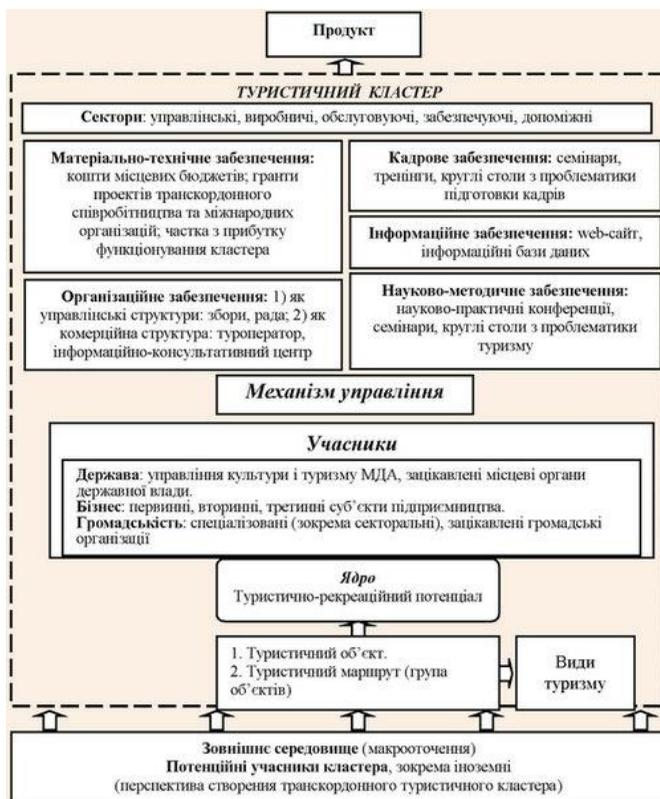 Продукт
ТУРИСТИЧНИЙ КЛАСТЕР
Сектори: управлінські, виробничі, обслуговуючі, забезпечуючі, допоміжні
Матеріально-технічне забезпечення:
кошти місцевих бюджетів; гранти
проектів транскордонного
співробітництва та міжнародних
організацій; частка з прибутку
функціонування кластера
Кадрове забезпечення: семінари,
тренінги, круглі столи з проблематики
підготовки кадрів
Інформаційне забезпечення: web-сайт,
інформаційні бази даних
Організаційне забезпечення: 1) як
управлінські структури: збори, рада; 2) як
комерційна структура: туроператор,
інформаційно-консультативний центр
Науково-методичне забезпечення:
науково-практичні конференції,
семінари, круглі столи з проблематики
туризму
Механізм управління
Учасники
Держава: управління культури і туризму МДА, зацікавлені місцеві органи
державної влади.
Бізнес: первинні, вторинні, третинні суб’єкти підприємництва.
Громадськість: спеціалізовані (зокрема секторальні), зацікавлені громадські
організації
Ядро
Туристично-рекреаційний потенціал
1. Туристичний об’єкт.
2. Туристичний маршрут (група
об’єктів)
Види
туризму
Зовнішнє середовище (макрооточення)
Потенційні учасники кластера, зокрема іноземні
(перспектива створення транскордонного туристичного кластера)